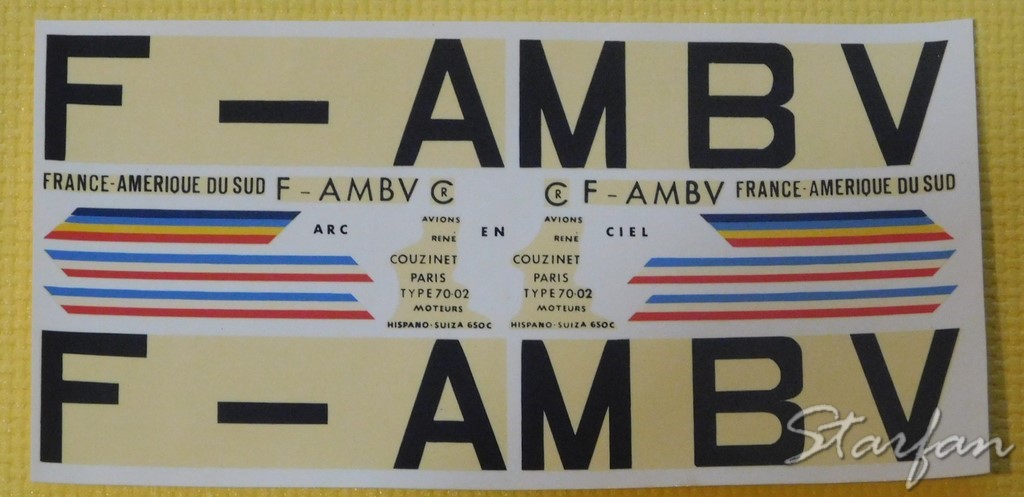 F-AMBV
FRANCE-AMERIQUE DU SUD F-AMBV CR CR F-AMBV FRANCE-AMERIQUE DU SUD
ARC EN CIEL
AVIONS
RENÉ
COUZINET
PARIS
TYPE 70-02
MOTEURS
HISPANO-SUIZA 650C
AVIONS
RENÉ
COUZINET
PARIS
TYPE 70-02
MOTEURS
HISPANO-SUIZA 650C
F-AMBV
Starfan